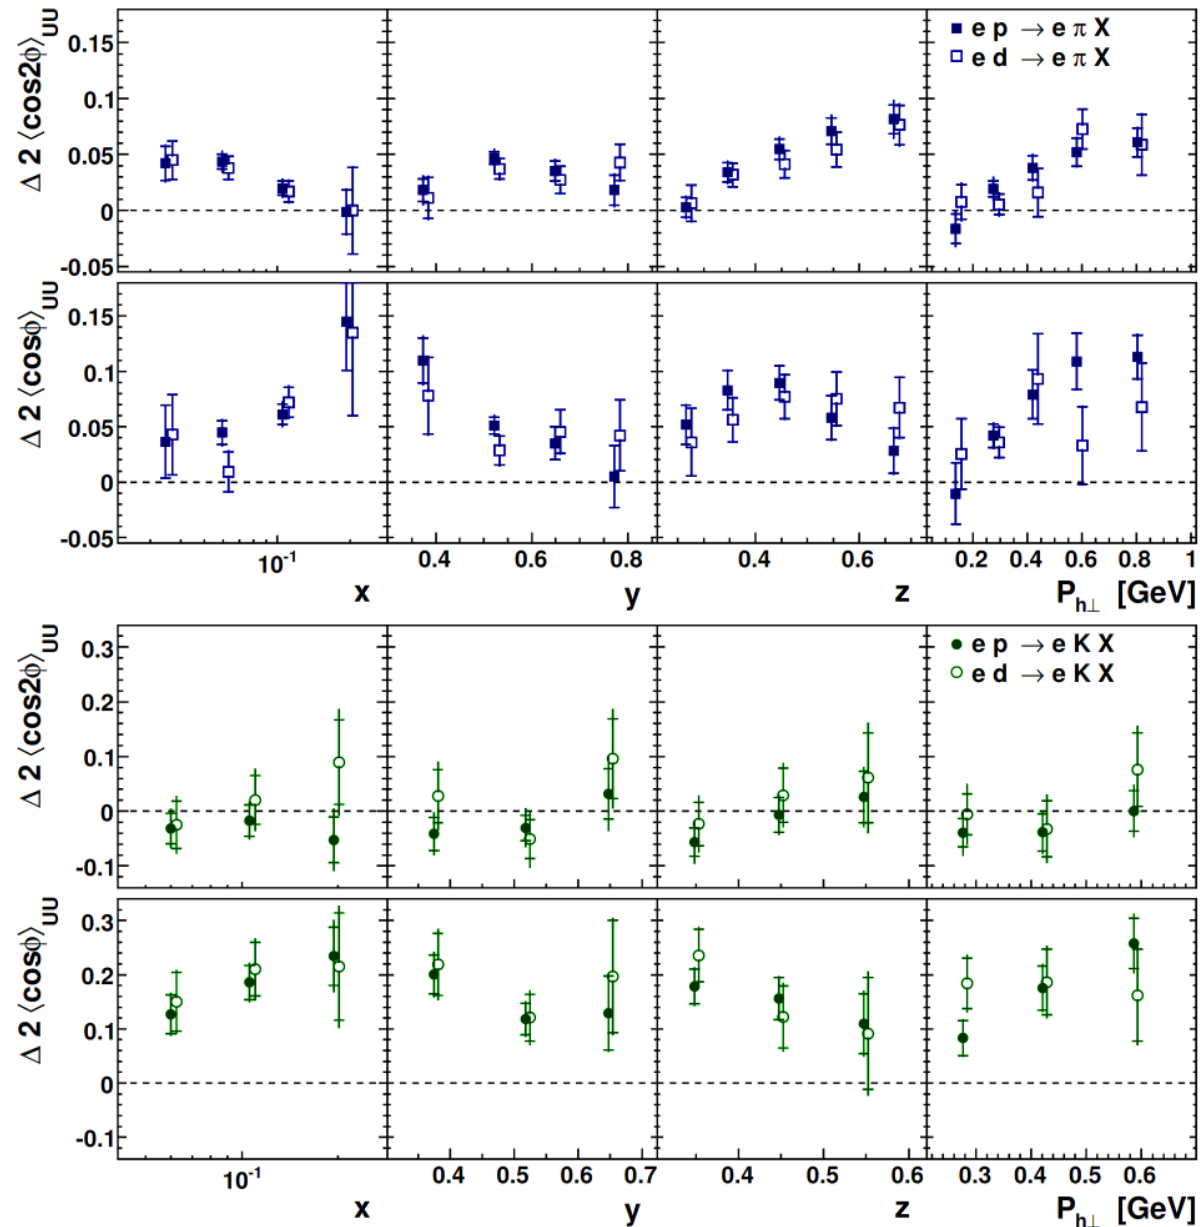 Δ 2 ⟨cos2ϕ⟩UU
0.15
0.1
0.05
0
-0.05
■ e p → e π X
□ e d → e π X
Δ 2 ⟨cosϕ⟩UU
0.15
0.1
0.05
0
-0.05
10⁻¹
0.4 0.5 0.6 0.7 0.8
0.4 0.6
0.2 0.4 0.6 0.8 1
x y z Ph⊥ [GeV]
Δ 2 ⟨cos2ϕ⟩UU
0.3
0.2
0.1
0
-0.1
● e p → e K X
○ e d → e K X
Δ 2 ⟨cosϕ⟩UU
0.3
0.2
0.1
0
-0.1
10⁻¹
0.4 0.5 0.6 0.7
0.4 0.5 0.6
0.3 0.4 0.5 0.6
x y z Ph⊥ [GeV]